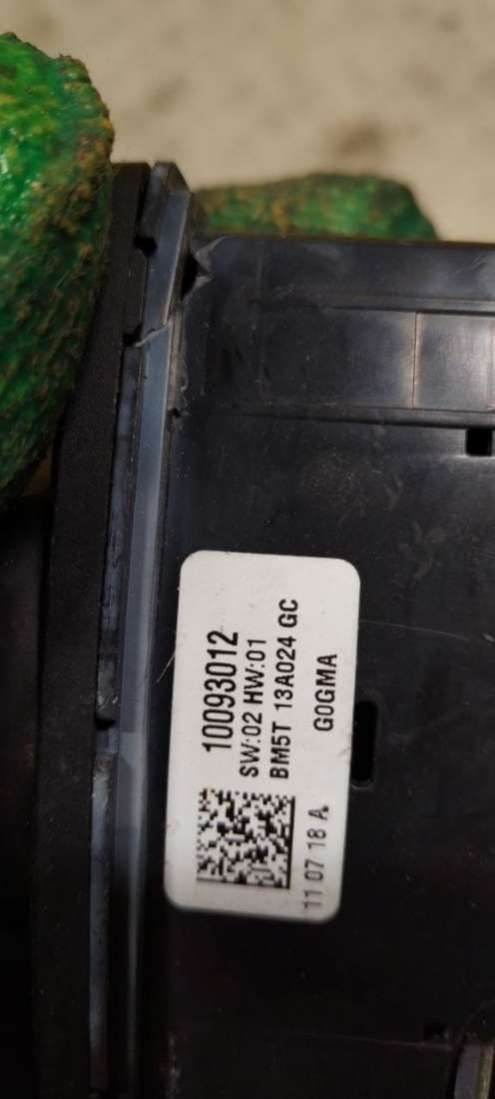 10093012
SW:02 HW:01
BM5T 13A024 GC
G0GMA
11 07 18 A